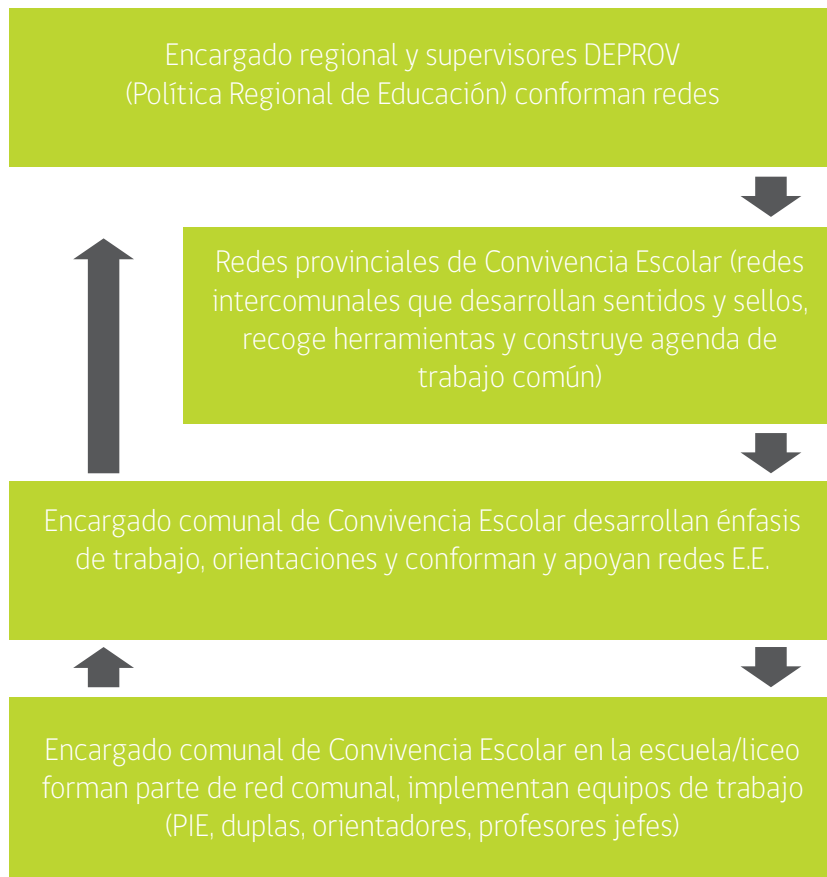 Encargado regional y supervisores DEPROV
(Política Regional de Educación) conforman redes
Redes provinciales de Convivencia Escolar (redes
intercomunales que desarrollan sentidos y sellos,
recoge herramientas y construye agenda de
trabajo común)
Encargado comunal de Convivencia Escolar desarrollan énfasis
de trabajo, orientaciones y conforman y apoyan redes E.E.
Encargado comunal de Convivencia Escolar en la escuela/liceo
forman parte de red comunal, implementan equipos de trabajo
(PIE, duplas, orientadores, profesores jefes)